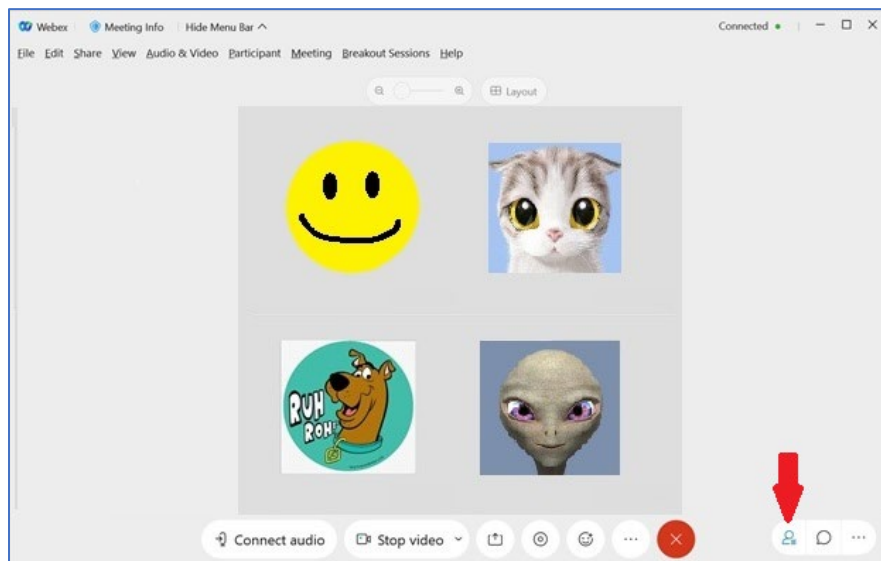 Webex Meeting Info Hide Menu Bar Connected
File Edit Share View Audio & Video Participant Meeting Breakout Sessions Help
Layout
RUH
ROH!
Connect audio Stop video